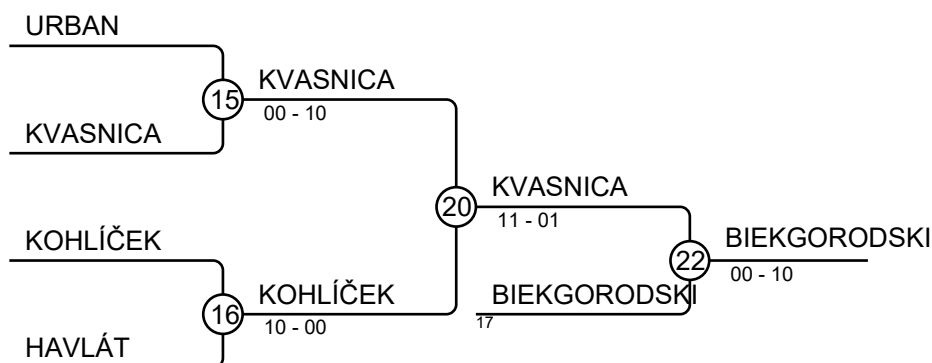 URBAN
15
KVASNICA
00 - 10
KVASNICA
20
KVASNICA
11 - 01
KOHLÍČEK
22
BIEKGORODSKI
00 - 10
16
KOHLÍČEK
10 - 00
BIEKGORODSKI
17
HAVLÁT